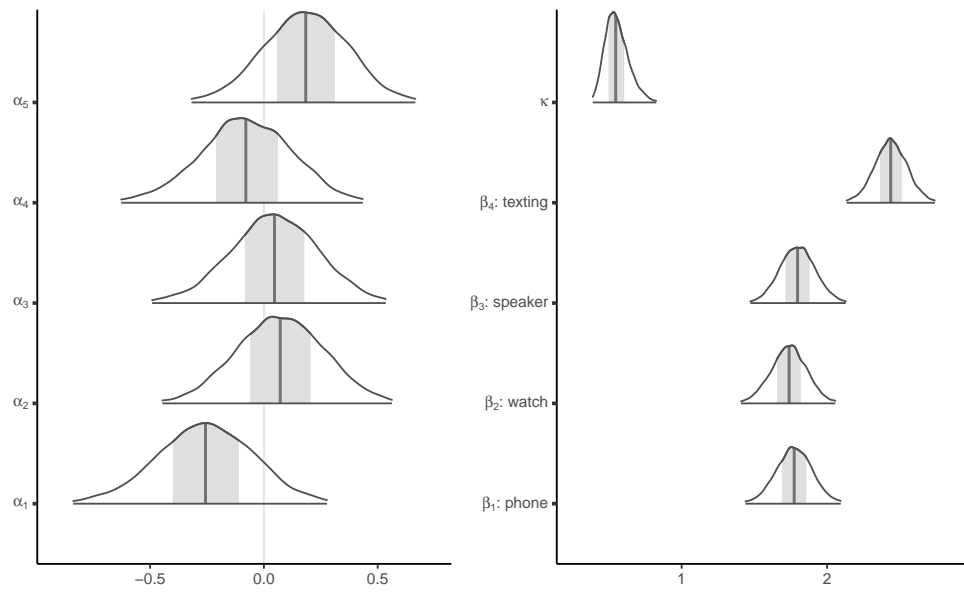 α₅
α₄
α₃
α₂
α₁
−0.5 0.0 0.5
κ
β₄: texting
β₃: speaker
β₂: watch
β₁: phone
1 2